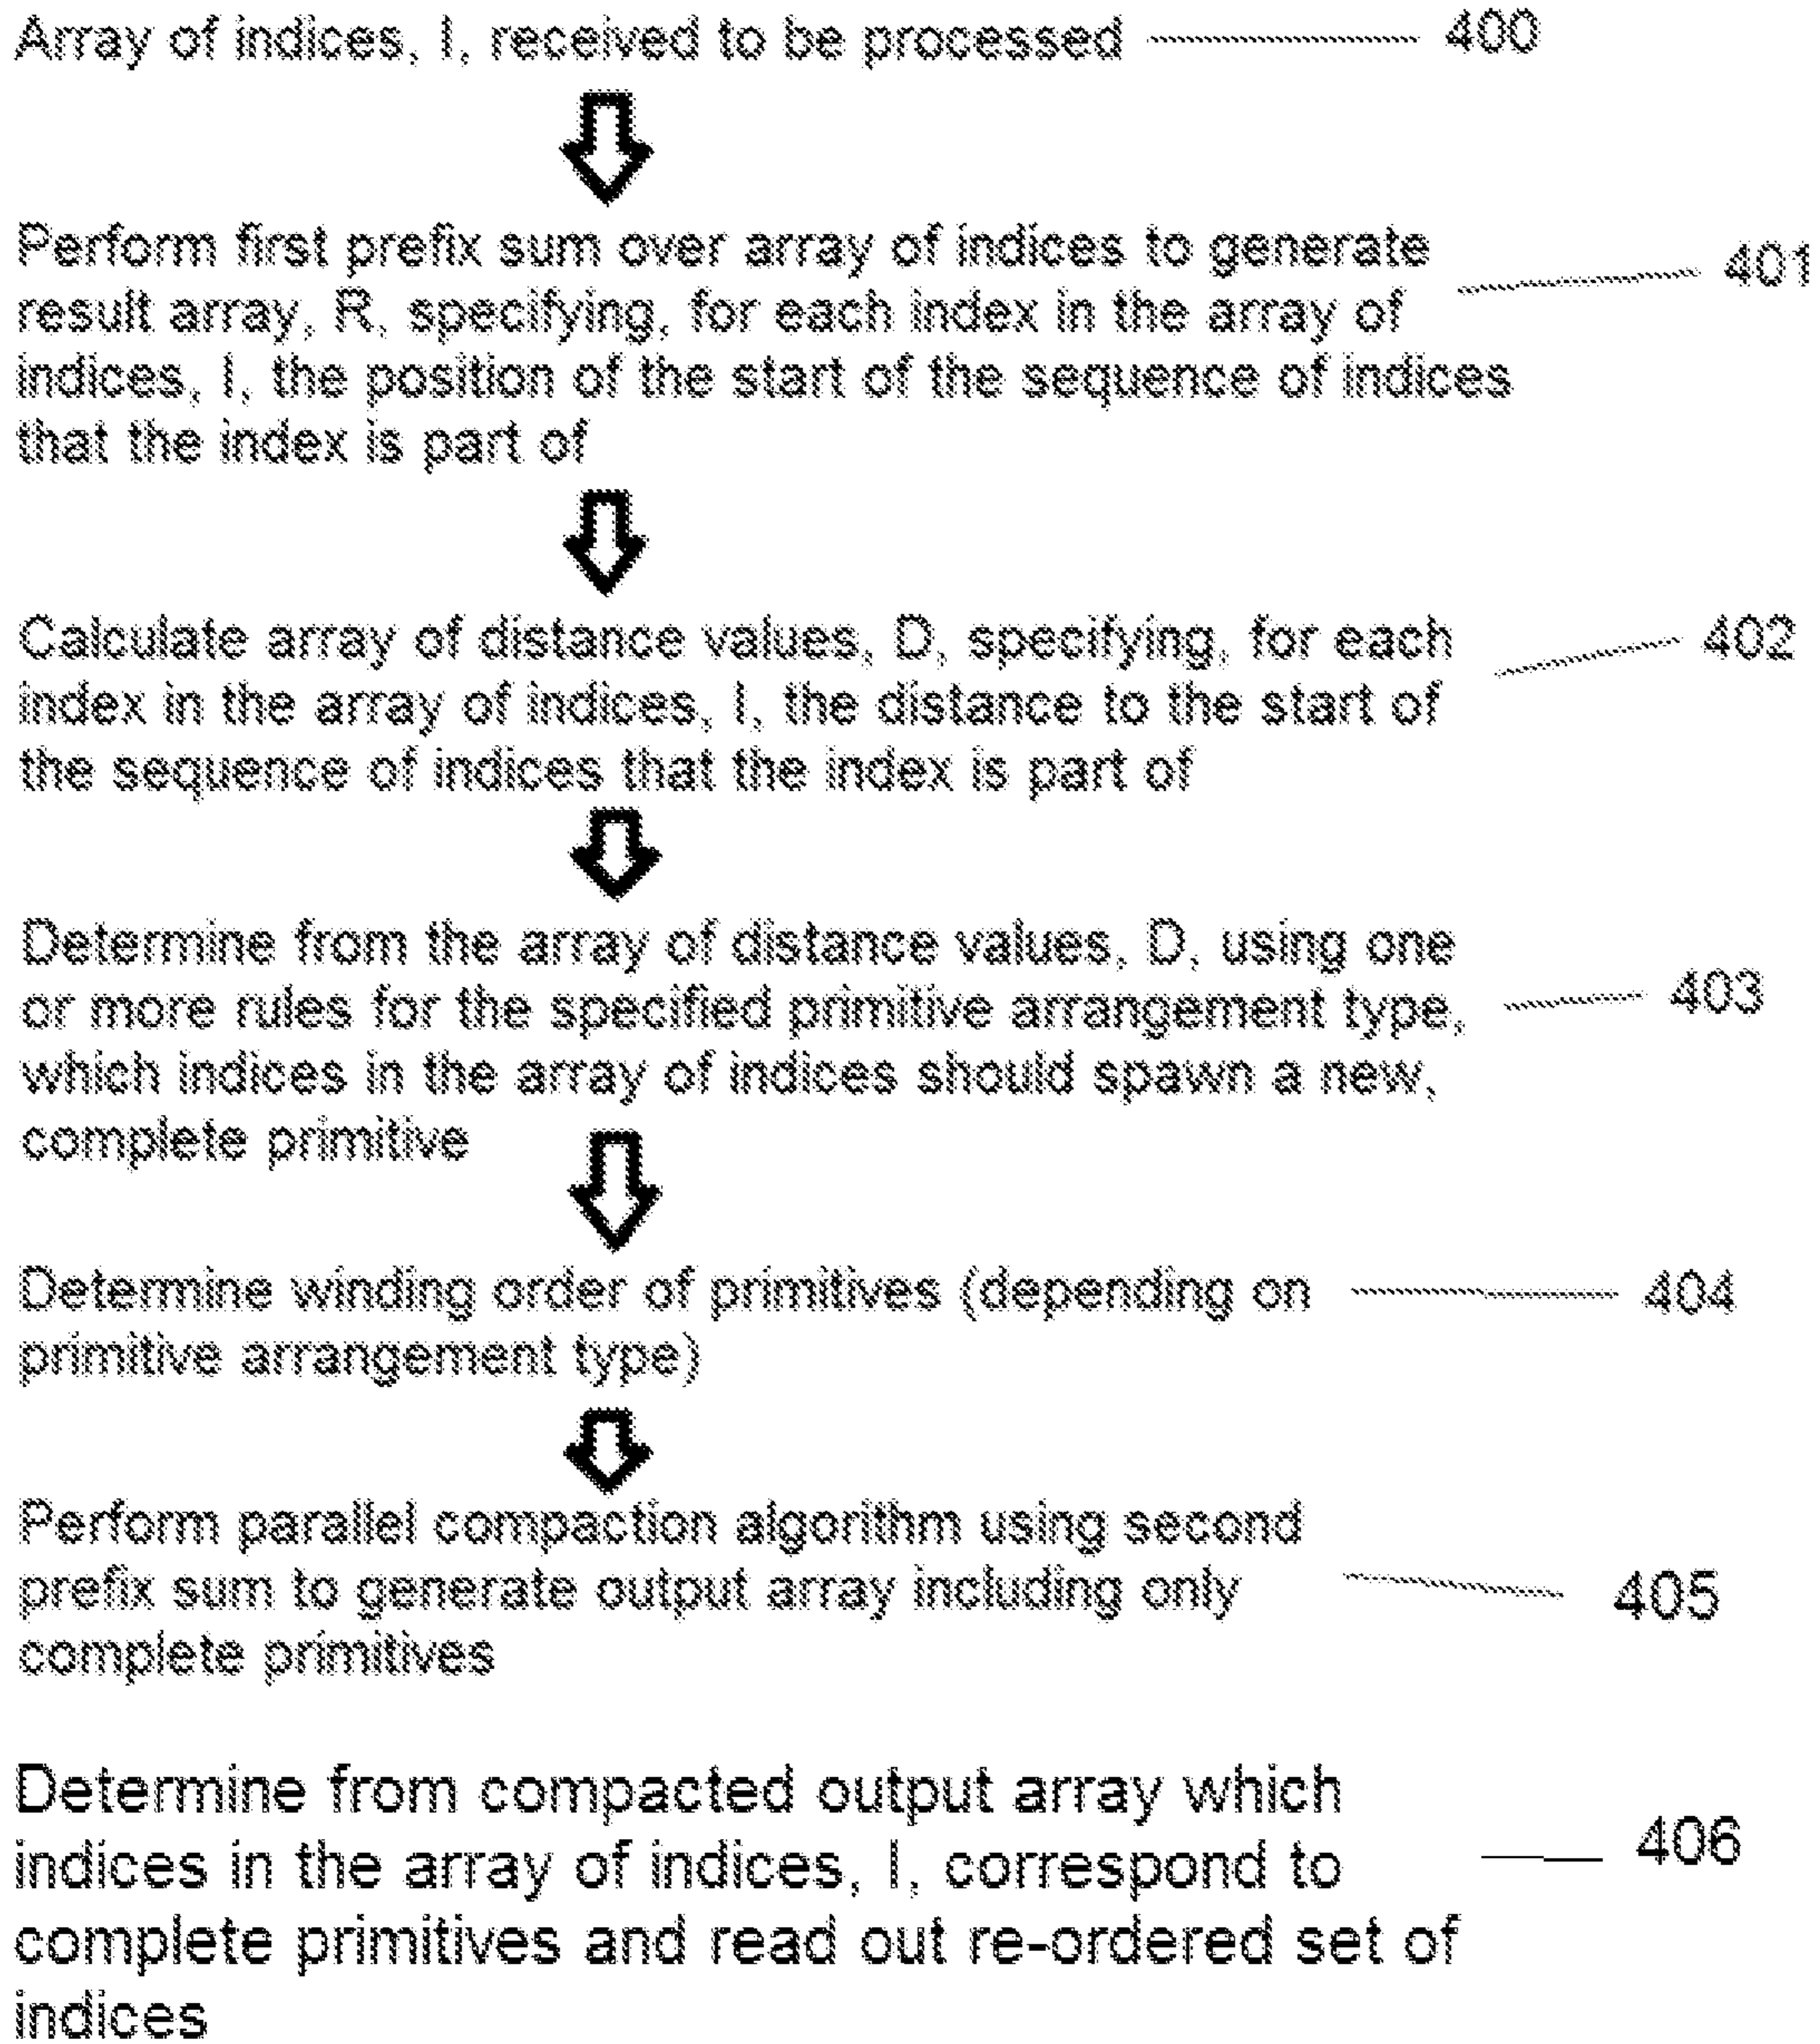 Array of indices, I, received to be processed 400
Perform first prefix sum over array of indices to generate
result array, R, specifying, for each index in the array of 401
indices, I, the position of the start of the sequence of indices
that the index is part of
Calculate array of distance values, D, specifying, for each 402
index in the array of indices, I, the distance to the start of
the sequence of indices that the index is part of
Determine from the array of distance values, D, using one
or more rules for the specified primitive arrangement type, 403
which indices in the array of indices should spawn a new,
complete primitive
Determine winding order of primitives (depending on 404
primitive arrangement type)
Perform parallel compaction algorithm using second
prefix sum to generate output array including only 405
complete primitives
Determine from compacted output array which
indices in the array of indices, I, correspond to 406
complete primitives and read out re-ordered set of
indices